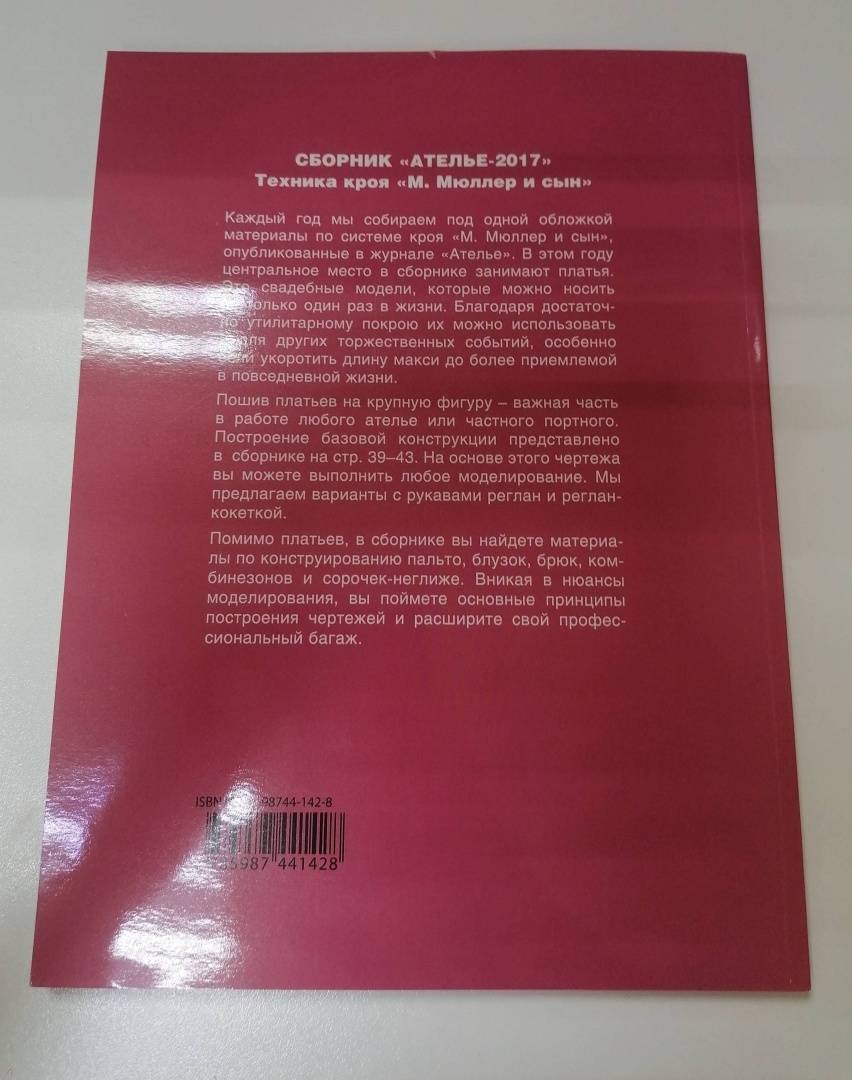 СБОРНИК «АТЕЛЬЕ-2017»
Техника кроя «М. Мюллер и сын»
Каждый год мы собираем под одной обложкой
материалы по системе кроя «М. Мюллер и сын»,
опубликованные в журнале «Ателье». В этом году
центральное место в сборнике занимают платья.
Это свадебные модели, которые можно носить
только один раз в жизни. Благодаря достаточ-
но утилитарному покрою их можно использовать
для других торжественных событий, особенно
укоротить длину макси до более приемлемой
в повседневной жизни.
Пошив платьев на крупную фигуру – важная часть
в работе любого ателье или частного портного.
Построение базовой конструкции представлено
в сборнике на стр. 39–43. На основе этого чертежа
вы можете выполнить любое моделирование. Мы
предлагаем варианты с рукавами реглан и реглан-
кокеткой.
Помимо платьев, в сборнике вы найдете материа-
лы по конструированию пальто, блузок, брюк, ком-
бинезонов и сорочек-неглиже. Вникая в нюансы
моделирования, вы поймете основные принципы
построения чертежей и расширите свой профес-
сиональный багаж.
ISBN 98744-142-8
5987 441428